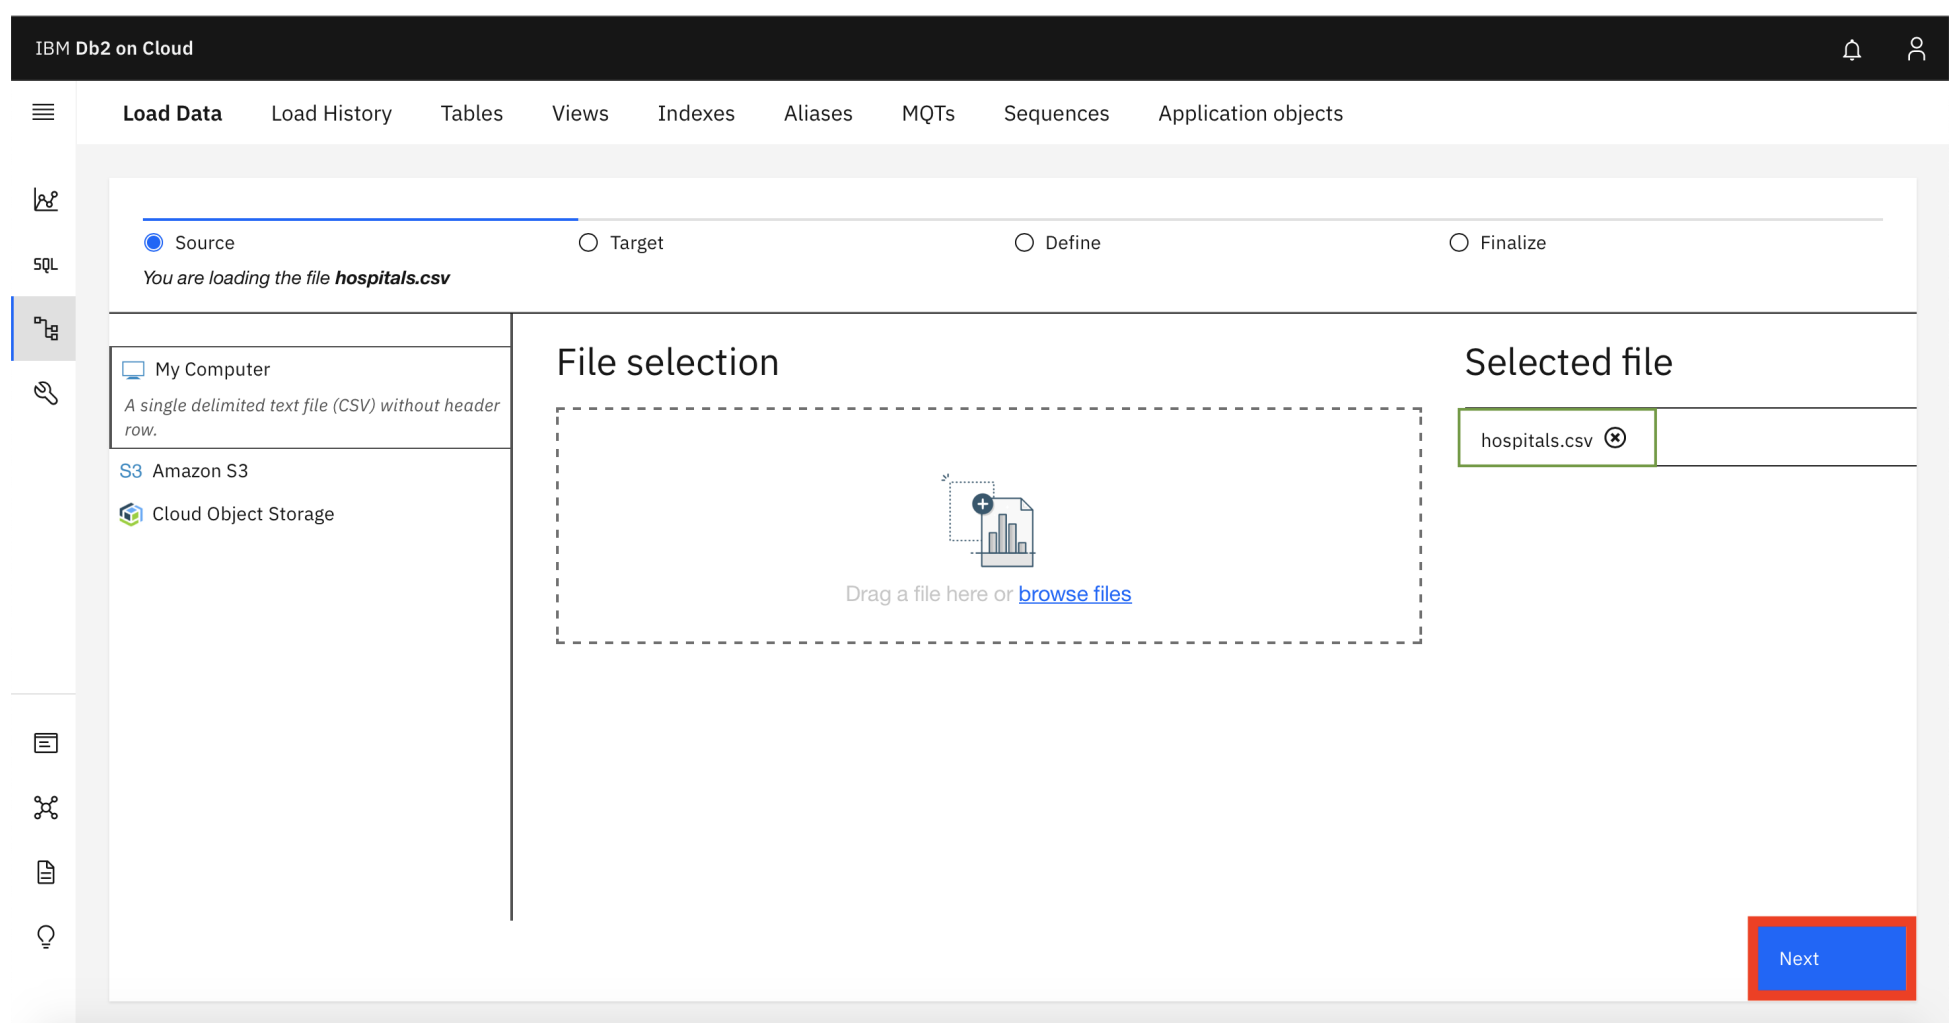 IBM Db2 on Cloud
Load Data Load History Tables Views Indexes Aliases MQTs Sequences Application objects
SQL
Source Target Define Finalize
You are loading the file hospitals.csv
My Computer
A single delimited text file (CSV) without header
row.
S3 Amazon S3
Cloud Object Storage
File selection
Drag a file here or browse files
Selected file
hospitals.csv
Next